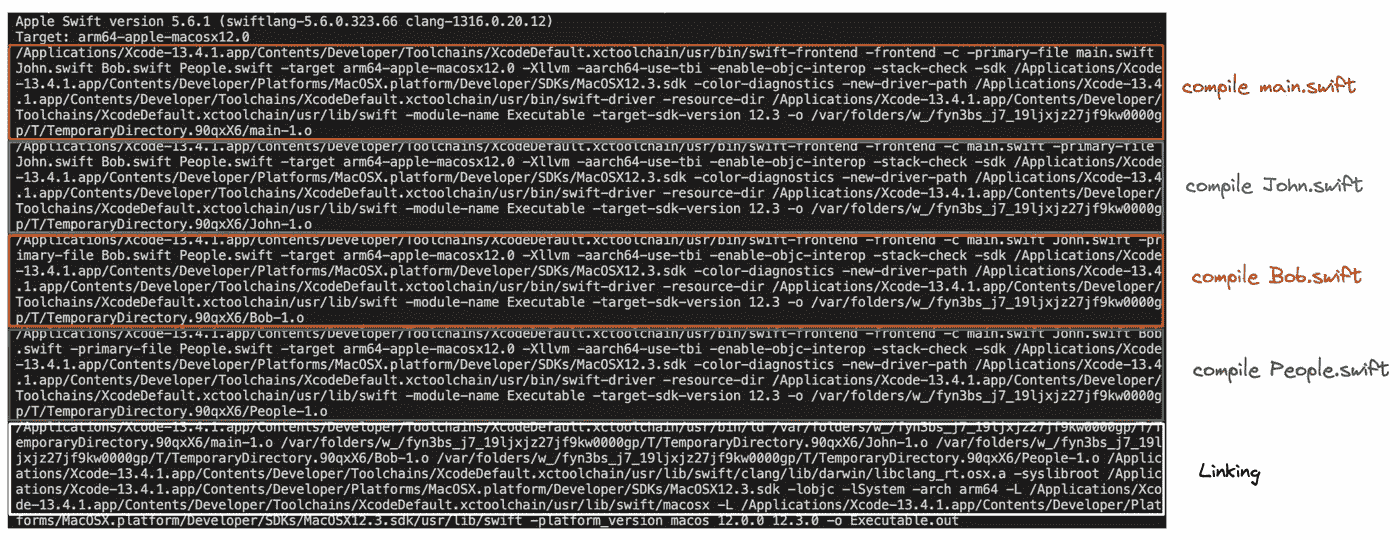 Apple Swift version 5.6.1 (swiftlang-5.6.0.323.66 clang-1316.0.20.12)
Target: arm64-apple-macosx12.0
/Applications/Xcode-13.4.1.app/Contents/Developer/Toolchains/XcodeDefault.xctoolchain/usr/bin/swift-frontend -frontend -c -primary-file main.swift
John.swift Bob.swift People.swift -target arm64-apple-macosx12.0 -Xllvm -aarch64-use-tbi -enable-objc-interop -stack-check -sdk /Applications/Xcode
-13.4.1.app/Contents/Developer/Platforms/MacOSX.platform/Developer/SDKs/MacOSX12.3.sdk -color-diagnostics -new-driver-path /Applications/Xcode-13.4
.1.app/Contents/Developer/Toolchains/XcodeDefault.xctoolchain/usr/bin/swift-driver -resource-dir /Applications/Xcode-13.4.1.app/Contents/Developer/
Toolchains/XcodeDefault.xctoolchain/usr/lib/swift -module-name Executable -target-sdk-version 12.3 -o /var/folders/w_/fyn3bs_j7_19ljxjz27jf9kw0000g
p/T/TemporaryDirectory.90qxX6/main-1.o
compile main.swift
/Applications/Xcode-13.4.1.app/Contents/Developer/Toolchains/XcodeDefault.xctoolchain/usr/bin/swift-frontend -frontend -c main.swift -primary-file
John.swift Bob.swift People.swift -target arm64-apple-macosx12.0 -Xllvm -aarch64-use-tbi -enable-objc-interop -stack-check -sdk /Applications/Xcode
-13.4.1.app/Contents/Developer/Platforms/MacOSX.platform/Developer/SDKs/MacOSX12.3.sdk -color-diagnostics -new-driver-path /Applications/Xcode-13.4
.1.app/Contents/Developer/Toolchains/XcodeDefault.xctoolchain/usr/bin/swift-driver -resource-dir /Applications/Xcode-13.4.1.app/Contents/Developer/
Toolchains/XcodeDefault.xctoolchain/usr/lib/swift -module-name Executable -target-sdk-version 12.3 -o /var/folders/w_/fyn3bs_j7_19ljxjz27jf9kw0000g
p/T/TemporaryDirectory.90qxX6/John-1.o
compile John.swift
/Applications/Xcode-13.4.1.app/Contents/Developer/Toolchains/XcodeDefault.xctoolchain/usr/bin/swift-frontend -frontend -c main.swift John.swift -pr
imary-file Bob.swift People.swift -target arm64-apple-macosx12.0 -Xllvm -aarch64-use-tbi -enable-objc-interop -stack-check -sdk /Applications/Xcode
-13.4.1.app/Contents/Developer/Platforms/MacOSX.platform/Developer/SDKs/MacOSX12.3.sdk -color-diagnostics -new-driver-path /Applications/Xcode-13.4
.1.app/Contents/Developer/Toolchains/XcodeDefault.xctoolchain/usr/bin/swift-driver -resource-dir /Applications/Xcode-13.4.1.app/Contents/Developer/
Toolchains/XcodeDefault.xctoolchain/usr/lib/swift -module-name Executable -target-sdk-version 12.3 -o /var/folders/w_/fyn3bs_j7_19ljxjz27jf9kw0000g
p/T/TemporaryDirectory.90qxX6/Bob-1.o
compile Bob.swift
/Applications/Xcode-13.4.1.app/Contents/Developer/Toolchains/XcodeDefault.xctoolchain/usr/bin/swift-frontend -frontend -c main.swift John.swift Bob
.swift -primary-file People.swift -target arm64-apple-macosx12.0 -Xllvm -aarch64-use-tbi -enable-objc-interop -stack-check -sdk /Applications/Xcode
-13.4.1.app/Contents/Developer/Platforms/MacOSX.platform/Developer/SDKs/MacOSX12.3.sdk -color-diagnostics -new-driver-path /Applications/Xcode-13.4
.1.app/Contents/Developer/Toolchains/XcodeDefault.xctoolchain/usr/bin/swift-driver -resource-dir /Applications/Xcode-13.4.1.app/Contents/Developer/
Toolchains/XcodeDefault.xctoolchain/usr/lib/swift -module-name Executable -target-sdk-version 12.3 -o /var/folders/w_/fyn3bs_j7_19ljxjz27jf9kw0000g
p/T/TemporaryDirectory.90qxX6/People-1.o
compile People.swift
/Applications/Xcode-13.4.1.app/Contents/Developer/Toolchains/XcodeDefault.xctoolchain/usr/bin/ld /var/folders/w_/fyn3bs_j7_19ljxjz27jf9kw0000gp/T/T
emporaryDirectory.90qxX6/main-1.o /var/folders/w_/fyn3bs_j7_19ljxjz27jf9kw0000gp/T/TemporaryDirectory.90qxX6/John-1.o /var/folders/w_/fyn3bs_j7_19l
jxjz27jf9kw0000gp/T/TemporaryDirectory.90qxX6/Bob-1.o /var/folders/w_/fyn3bs_j7_19ljxjz27jf9kw0000gp/T/TemporaryDirectory.90qxX6/People-1.o /Applic
ations/Xcode-13.4.1.app/Contents/Developer/Toolchains/XcodeDefault.xctoolchain/usr/lib/swift/clang/lib/darwin/libclang_rt.osx.a -syslibroot /Applic
ations/Xcode-13.4.1.app/Contents/Developer/Platforms/MacOSX.platform/Developer/SDKs/MacOSX12.3.sdk -lobjc -lSystem -arch arm64 -L /Applications/Xco
de-13.4.1.app/Contents/Developer/Toolchains/XcodeDefault.xctoolchain/usr/lib/swift/macosx -L /Applications/Xcode-13.4.1.app/Contents/Developer/Plat
forms/MacOSX.platform/Developer/SDKs/MacOSX12.3.sdk/usr/lib/swift -platform_version macos 12.0.0 12.3.0 -o Executable.out
Linking